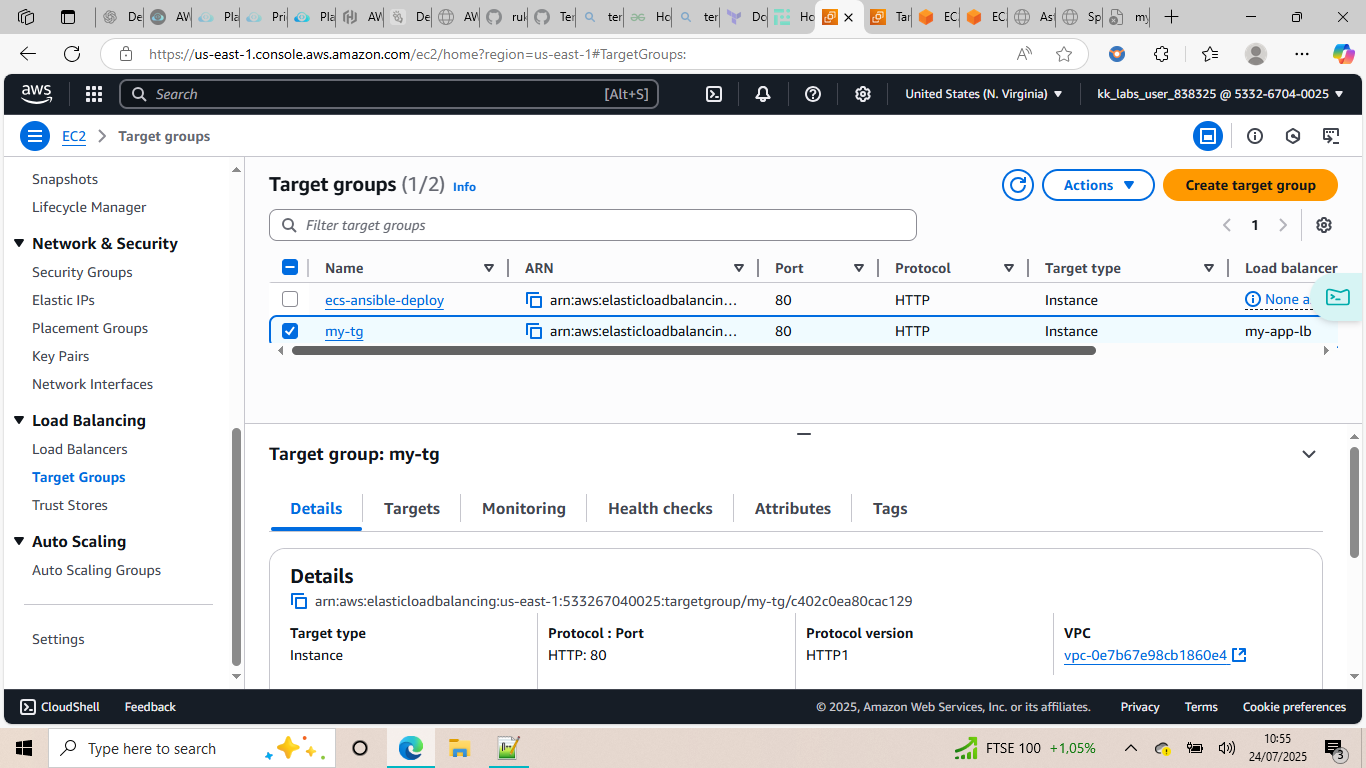 De
AV
Pla
Pri
Pla
AV
De
AV
ruk
Ter
ter
Ho
ter
Do
Ho
Tar
EC
EC
Ast
Sp
my
https://us-east-1.console.aws.amazon.com/ec2/home?region=us-east-1#TargetGroups:
aws
Search
[Alt+S]
United States (N. Virginia)
kk_labs_user_838325 @ 5332-6704-0025
EC2
Target groups
Snapshots
Lifecycle Manager
Network & Security
Security Groups
Elastic IPs
Placement Groups
Key Pairs
Network Interfaces
Load Balancing
Load Balancers
Target Groups
Trust Stores
Auto Scaling
Auto Scaling Groups
Settings
Target groups (1/2) Info
Actions
Create target group
Filter target groups
1
Name ARN Port Protocol Target type Load balancer
ecs-ansible-deploy arn:aws:elasticloadbalancin… 80 HTTP Instance None a
my-tg arn:aws:elasticloadbalancin… 80 HTTP Instance my-app-lb
Target group: my-tg
Details Targets Monitoring Health checks Attributes Tags
Details
arn:aws:elasticloadbalancing:us-east-1:533267040025:targetgroup/my-tg/c402c0ea80cac129
Target type Protocol : Port Protocol version VPC
Instance HTTP: 80 HTTP1 vpc-0e7b67e98cb1860e4
CloudShell Feedback © 2025, Amazon Web Services, Inc. or its affiliates. Privacy Terms Cookie preferences
Type here to search
FTSE 100 +1,05%
10:55
24/07/2025
3